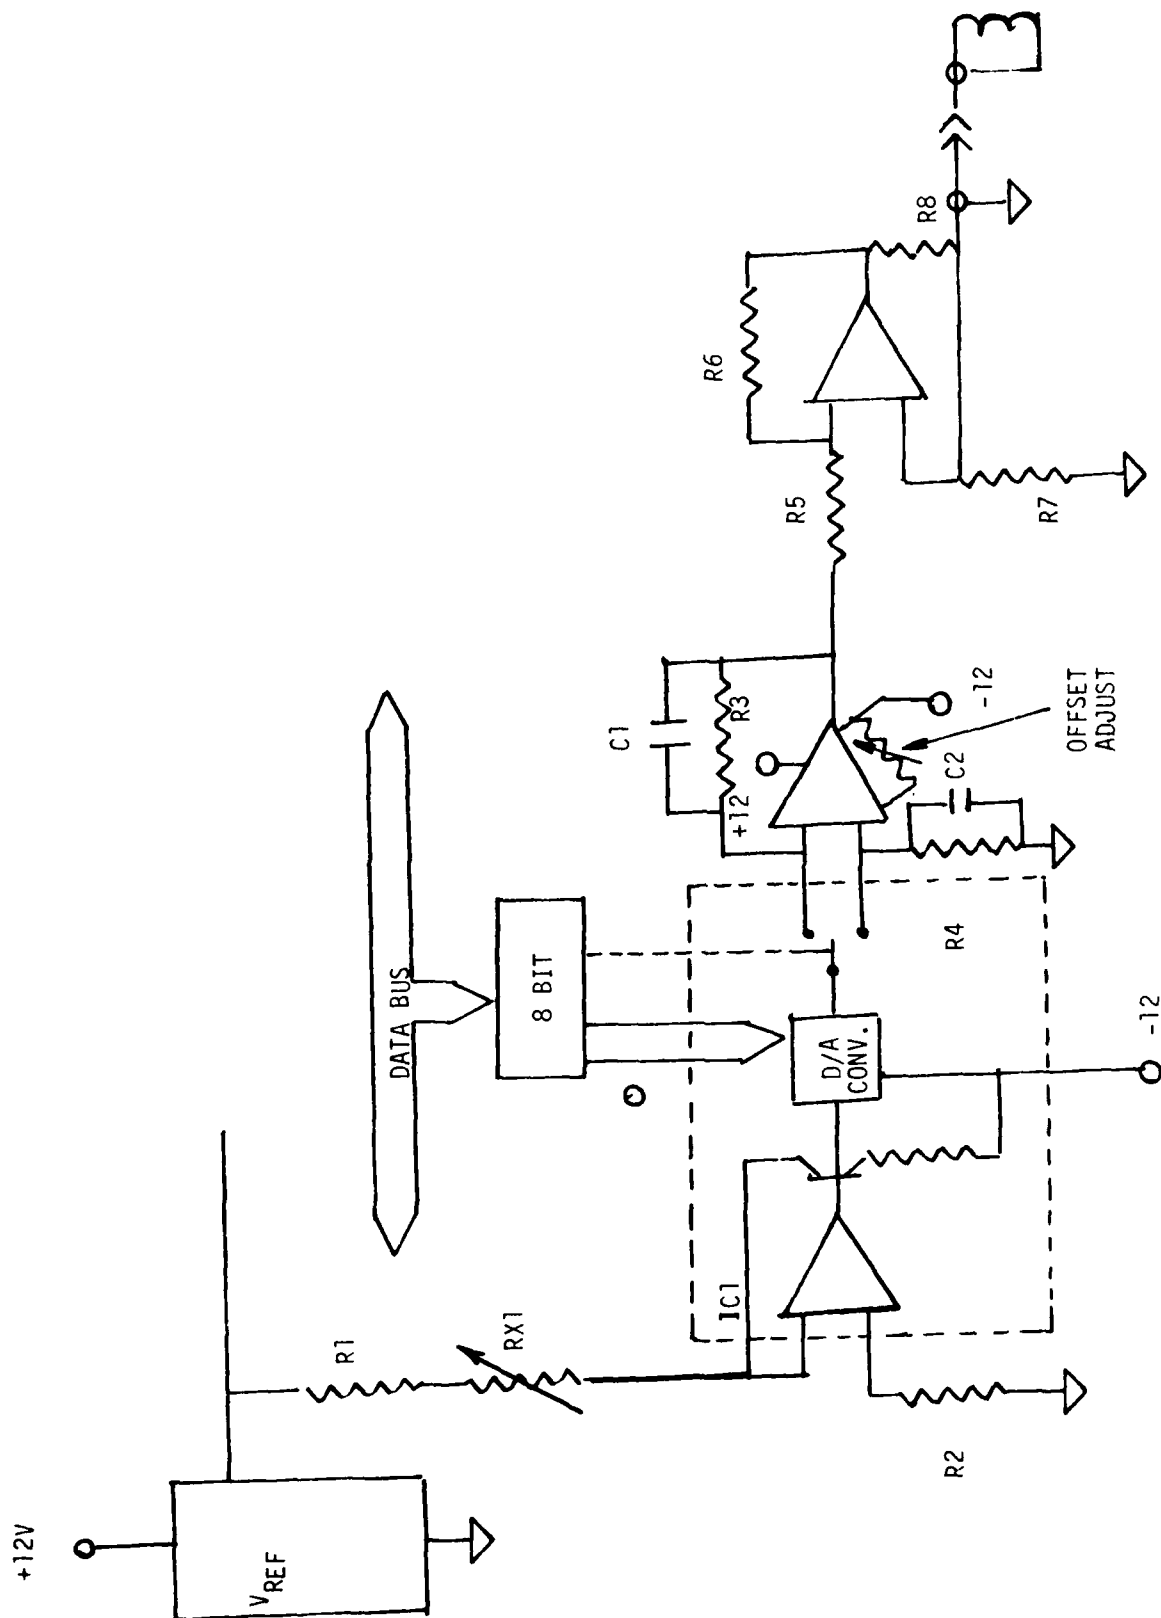 +12V
VREF
R1
RX1
R2
IC1
DATA BUS
8 BIT
D/A
CONV.
-12
R4
C1
R3
+12
C2
-12
OFFSET
ADJUST
R5
R6
R7
R8